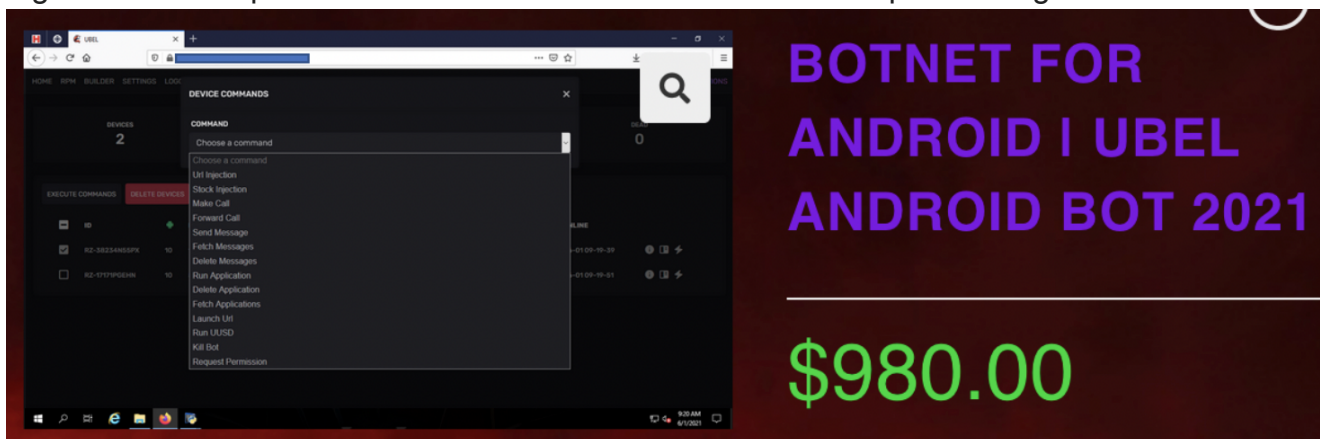 UBEL
HOME RPM BUILDER SETTINGS
DEVICE COMMANDS
DEVICES
2
COMMAND
Choose a command
DEAD
0
Choose a command
Url Injection
Stock Injection
Make Call
Forward Call
Send Message
Fetch Messages
Delete Messages
Run Application
Delete Application
Fetch Applications
Launch Url
Run UUSD
Kill Bot
Request Permission
EXECUTE COMMANDS DELETE DEVICES
ID
10
10
9:20 AM
6/1/2021
BOTNET FOR
ANDROID | UBEL
ANDROID BOT 2021
$980.00